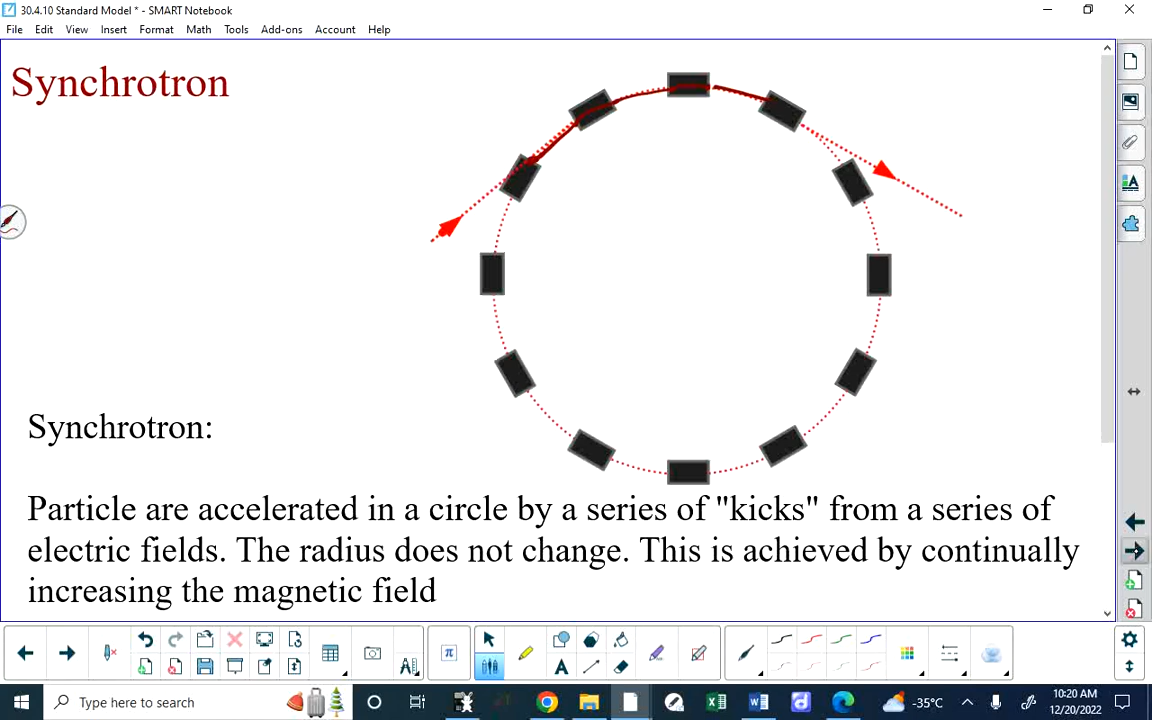 30.4.10 Standard Model * - SMART Notebook
File Edit View Insert Format Math Tools Add-ons Account Help
Synchrotron
Synchrotron:
Particle are accelerated in a circle by a series of "kicks" from a series of
electric fields. The radius does not change. This is achieved by continually
increasing the magnetic field
Type here to search
-35°C
10:20 AM
12/20/2022